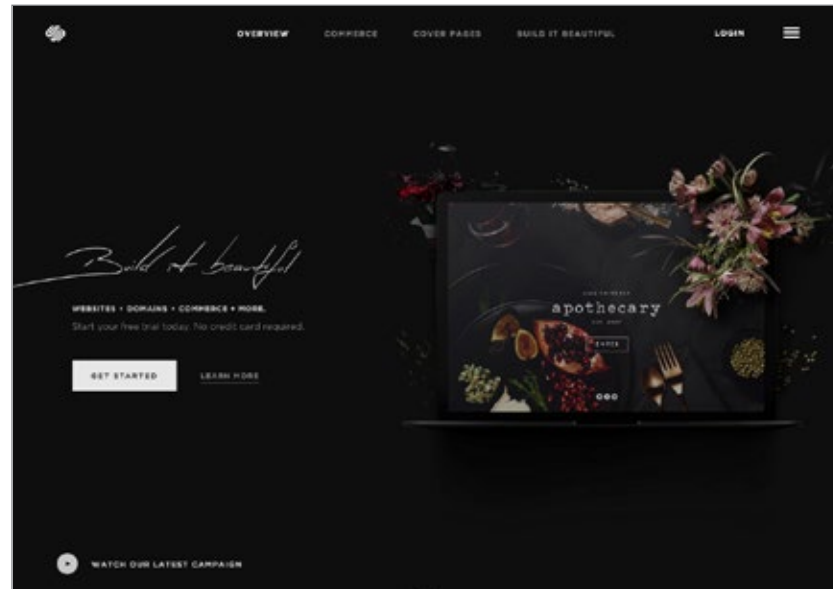 OVERVIEW COMMERCE COVER PAGES BUILD IT BEAUTIFUL LOGIN
Build it beautiful
WEBSITES + DOMAINS + COMMERCE + MORE.
Start your free trial today. No credit card required.
GET STARTED LEARN MORE
apothecary
ENTER
WATCH OUR LATEST CAMPAIGN